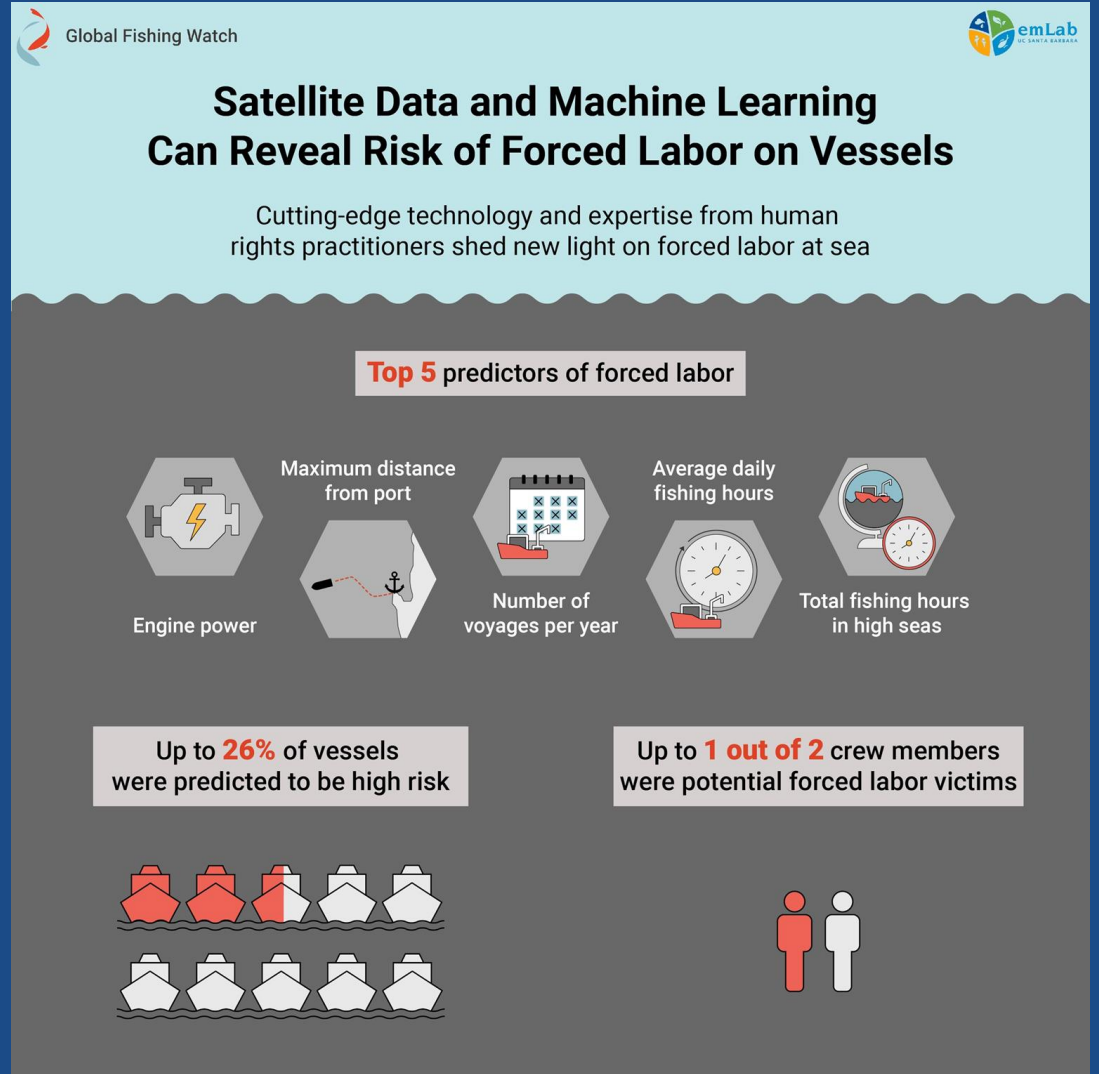 Global Fishing Watch
emLab
UC SANTA BARBARA
Satellite Data and Machine Learning
Can Reveal Risk of Forced Labor on Vessels
Cutting-edge technology and expertise from human
rights practitioners shed new light on forced labor at sea
Top 5 predictors of forced labor
Engine power
Maximum distance
from port
Number of
voyages per year
Average daily
fishing hours
Total fishing hours
in high seas
Up to 26% of vessels
were predicted to be high risk
Up to 1 out of 2 crew members
were potential forced labor victims